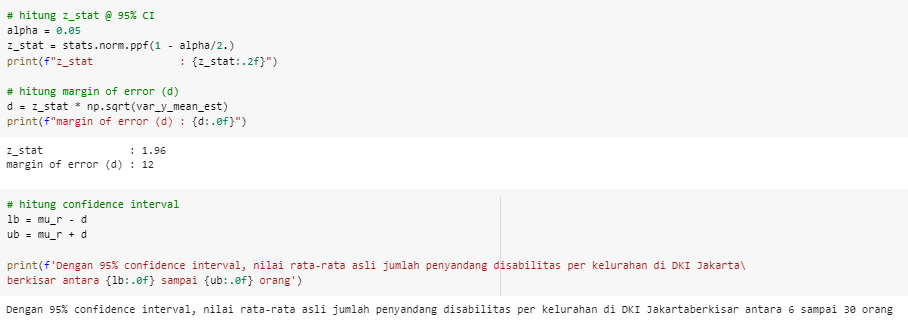 # hitung z_stat @ 95% CI
alpha = 0.05
z_stat = stats.norm.ppf(1 - alpha/2.)
print(f"z_stat             : {z_stat:.2f}")
# hitung margin of error (d)
d = z_stat * np.sqrt(var_y_mean_est)
print(f"margin of error (d) : {d:.0f}")
z_stat             : 1.96
margin of error (d) : 12
# hitung confidence interval
lb = mu_r - d
ub = mu_r + d
print(f'Dengan 95% confidence interval, nilai rata-rata asli jumlah penyandang disabilitas per kelurahan di DKI Jakarta\
berkisar antara {lb:.0f} sampai {ub:.0f} orang')
Dengan 95% confidence interval, nilai rata-rata asli jumlah penyandang disabilitas per kelurahan di DKI Jakartaberkisar antara 6 sampai 30 orang